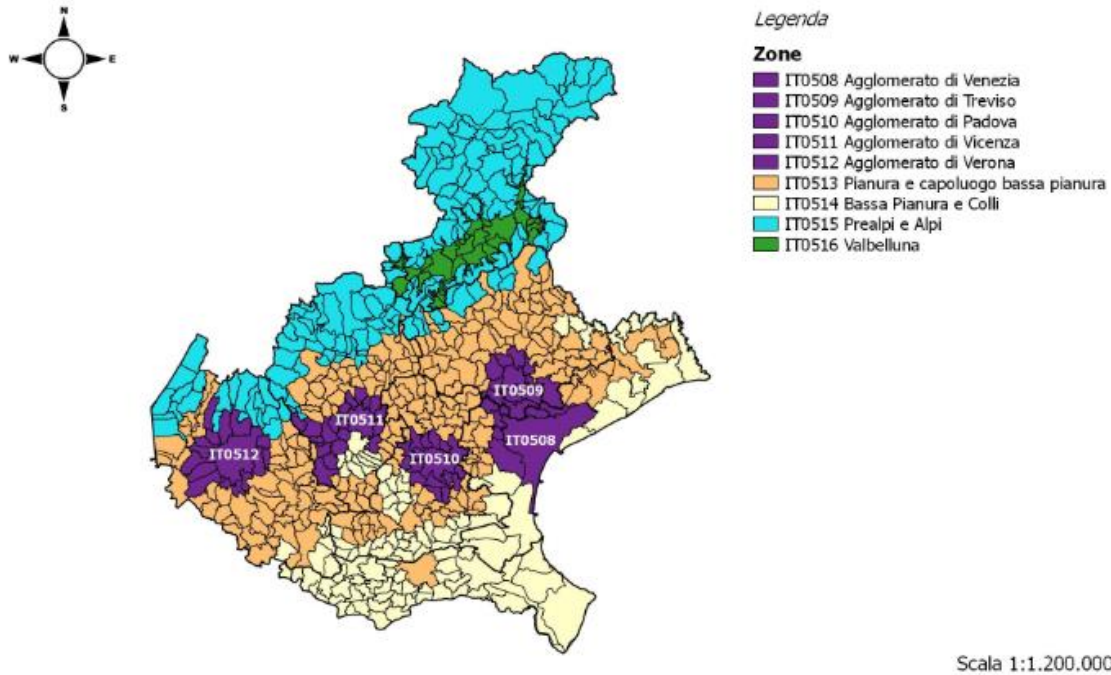 N
W E
S
Legenda
Zone
IT0508 Agglomerato di Venezia
IT0509 Agglomerato di Treviso
IT0510 Agglomerato di Padova
IT0511 Agglomerato di Vicenza
IT0512 Agglomerato di Verona
IT0513 Pianura e capoluogo bassa pianura
IT0514 Bassa Pianura e Colli
IT0515 Prealpi e Alpi
IT0516 Valbelluna
IT0509
IT0511
IT0508
IT0512
IT0510
Scala 1:1.200.000